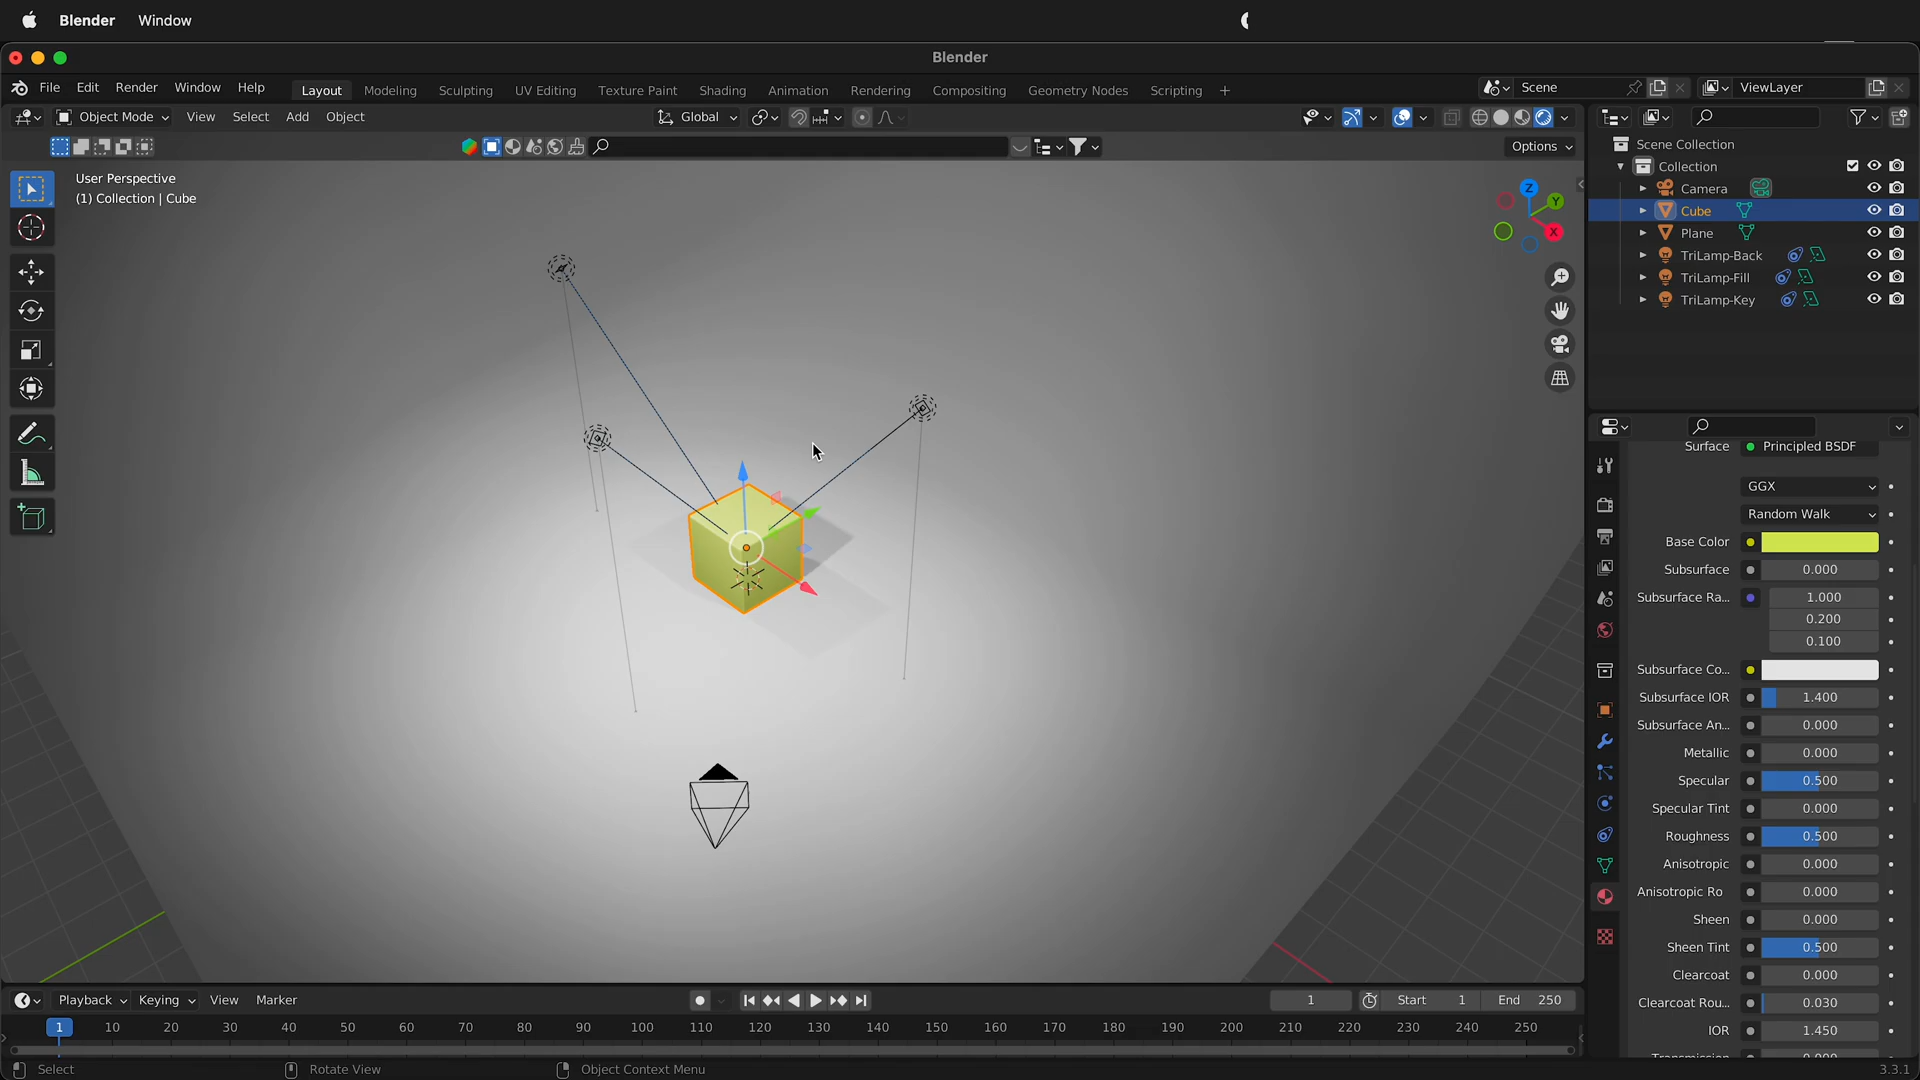 Blender Window
Blender
File Edit Render Window Help Layout Modeling Sculpting UV Editing Texture Paint Shading Animation Rendering Compositing Geometry Nodes Scripting + Scene ViewLayer
Object Mode View Select Add Object Global
Options
User Perspective
(1) Collection | Cube
Z
Y
X
Scene Collection
Collection
Camera
Cube
Plane
TriLamp-Back
TriLamp-Fill
TriLamp-Key
Surface Principled BSDF
GGX
Random Walk
Base Color
Subsurface 0.000
Subsurface Ra... 1.000
0.200
0.100
Subsurface Co...
Subsurface IOR 1.400
Subsurface An... 0.000
Metallic 0.000
Specular 0.500
Specular Tint 0.000
Roughness 0.500
Anisotropic 0.000
Anisotropic Ro 0.000
Sheen 0.000
Sheen Tint 0.500
Clearcoat 0.000
Clearcoat Rou... 0.030
IOR 1.450
Playback Keying View Marker 1 Start 1 End 250
1 10 20 30 40 50 60 70 80 90 100 110 120 130 140 150 160 170 180 190 200 210 220 230 240 250
Select Rotate View Object Context Menu 3.3.1